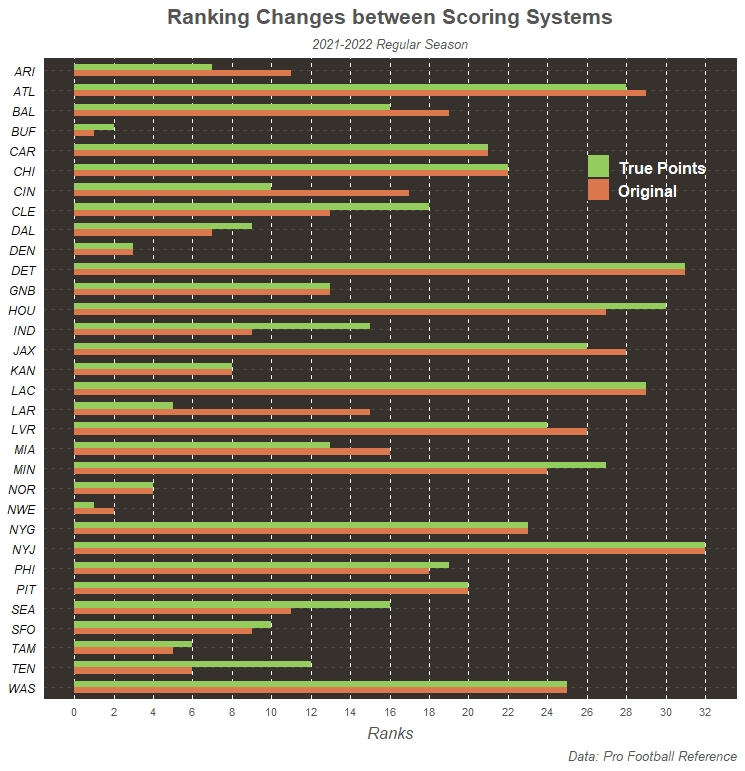 Ranking Changes between Scoring Systems
2021-2022 Regular Season
ARI
ATL
BAL
BUF
CAR
CHI
CIN
CLE
DAL
DEN
DET
GNB
HOU
IND
JAX
KAN
LAC
LAR
LVR
MIA
MIN
NOR
NWE
NYG
NYJ
PHI
PIT
SEA
SFO
TAM
TEN
WAS
True Points
Original
0 2 4 6 8 10 12 14 16 18 20 22 24 26 28 30 32
Ranks
Data: Pro Football Reference